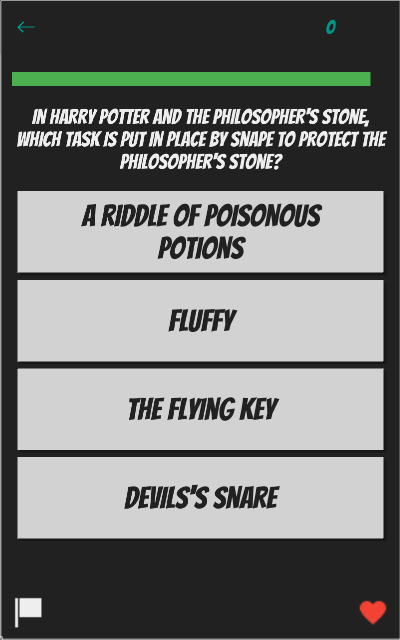 0
IN HARRY POTTER AND THE PHILOSOPHER'S STONE,
WHICH TASK IS PUT IN PLACE BY SNAPE TO PROTECT THE
PHILOSOPHER'S STONE?
A RIDDLE OF POISONOUS
POTIONS
FLUFFY
THE FLYING KEY
DEVILS'S SNARE